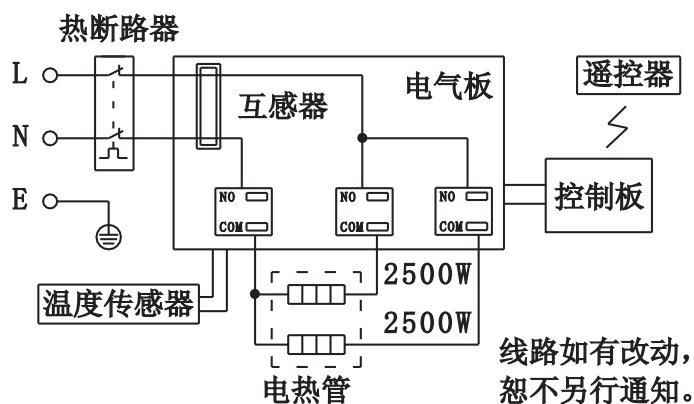 热断路器
L
电气板
遥控器
互感器
N
NO
COM
NO
COM
NO
COM
控制板
E
2500W
温度传感器
2500W
电热管
线路如有改动，
恕不另行通知。